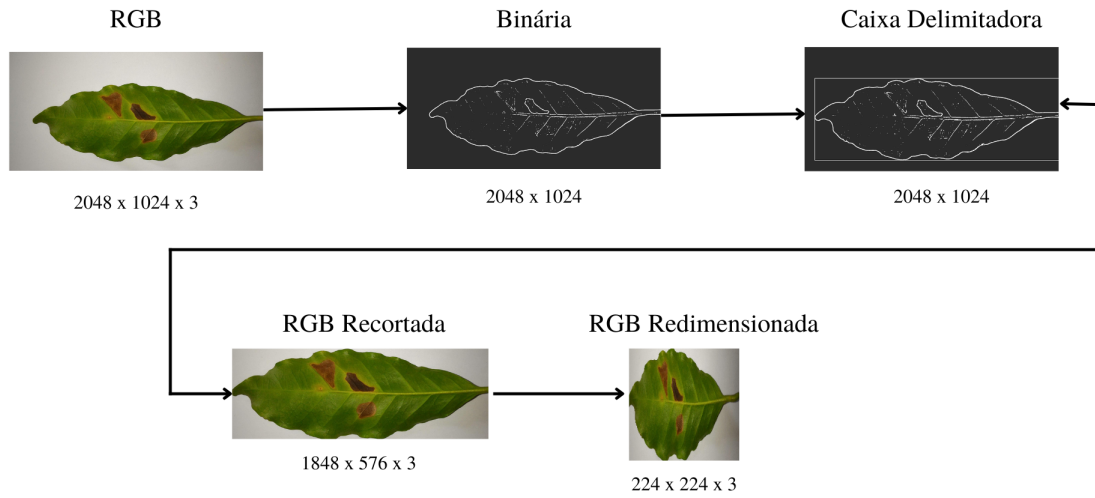 RGB
Binária
Caixa Delimitadora
2048 x 1024 x 3
2048 x 1024
2048 x 1024
RGB Recortada
RGB Redimensionada
1848 x 576 x 3
224 x 224 x 3